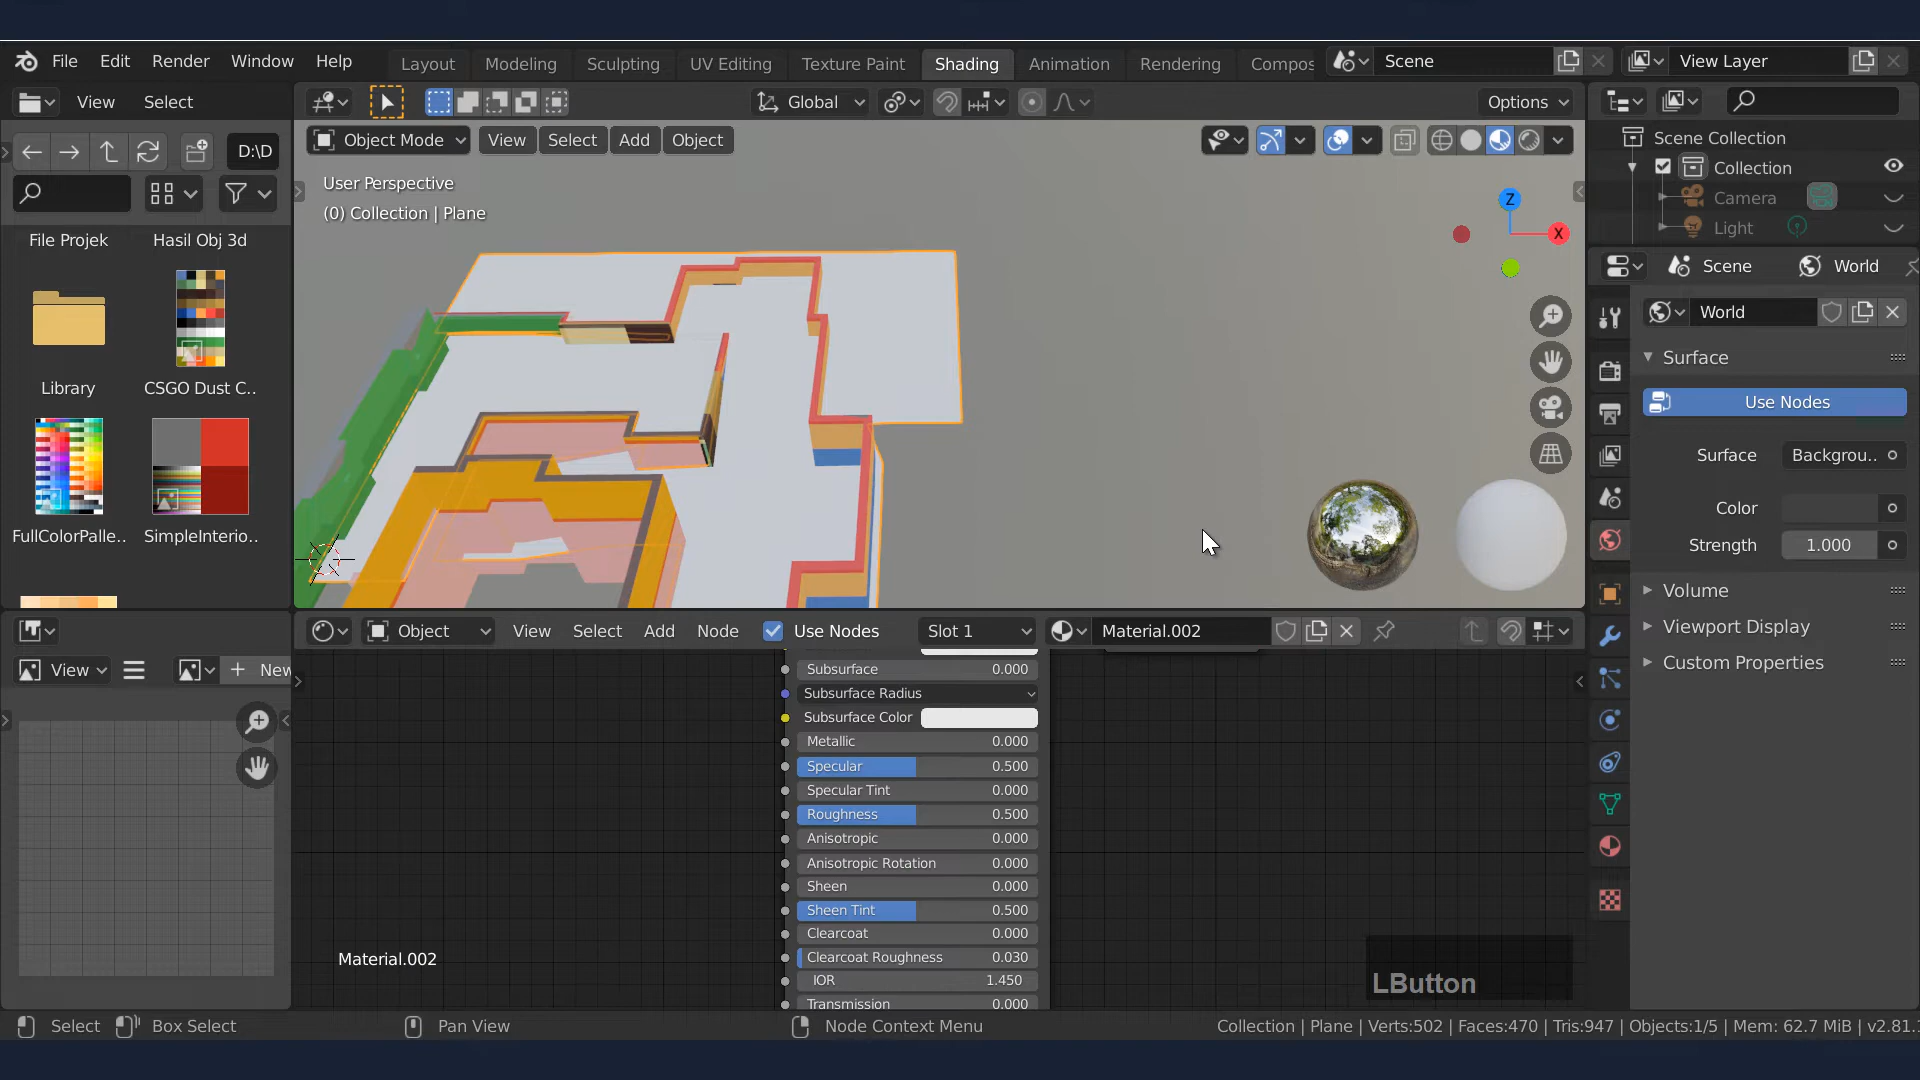 File Edit Render Window Help
Layout Modeling Sculpting UV Editing Texture Paint Shading Animation Rendering Compos
Scene
View Layer
View Select
Global
Options
D:\D
Object Mode View Select Add Object
User Perspective
(0) Collection | Plane
Z
X
File Projek
Hasil Obj 3d
Library
CSGO Dust C..
FullColorPalle..
SimpleInterio..
Scene Collection
Collection
Camera
Light
Scene
World
World
Surface
Use Nodes
Surface Backgrou..
Color
Strength 1.000
Volume
Viewport Display
Custom Properties
View
New
Object View Select Add Node Use Nodes Slot 1 Material.002
Subsurface 0.000
Subsurface Radius
Subsurface Color
Metallic 0.000
Specular 0.500
Specular Tint 0.000
Roughness 0.500
Anisotropic 0.000
Anisotropic Rotation 0.000
Sheen 0.000
Sheen Tint 0.500
Clearcoat 0.000
Clearcoat Roughness 0.030
IOR 1.450
Transmission 0.000
Material.002
LButton
Select Box Select Pan View Node Context Menu Collection | Plane | Verts:502 | Faces:470 | Tris:947 | Objects:1/5 | Mem: 62.7 MiB | v2.81.